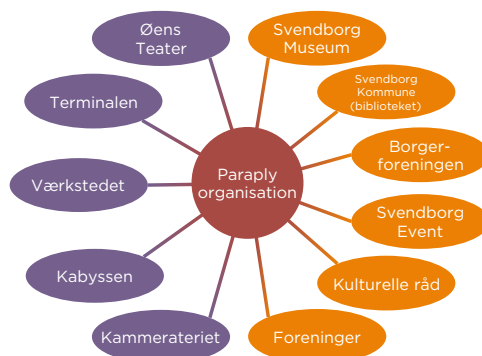 Øens
Teater
Svendborg
Museum
Terminalen
Svendborg
Kommune
(biblioteket)
Værkstedet
Paraply
organisation
Borger-
foreningen
Kabyssen
Svendborg
Event
Kammerateriet
Foreninger
Kulturelle råd